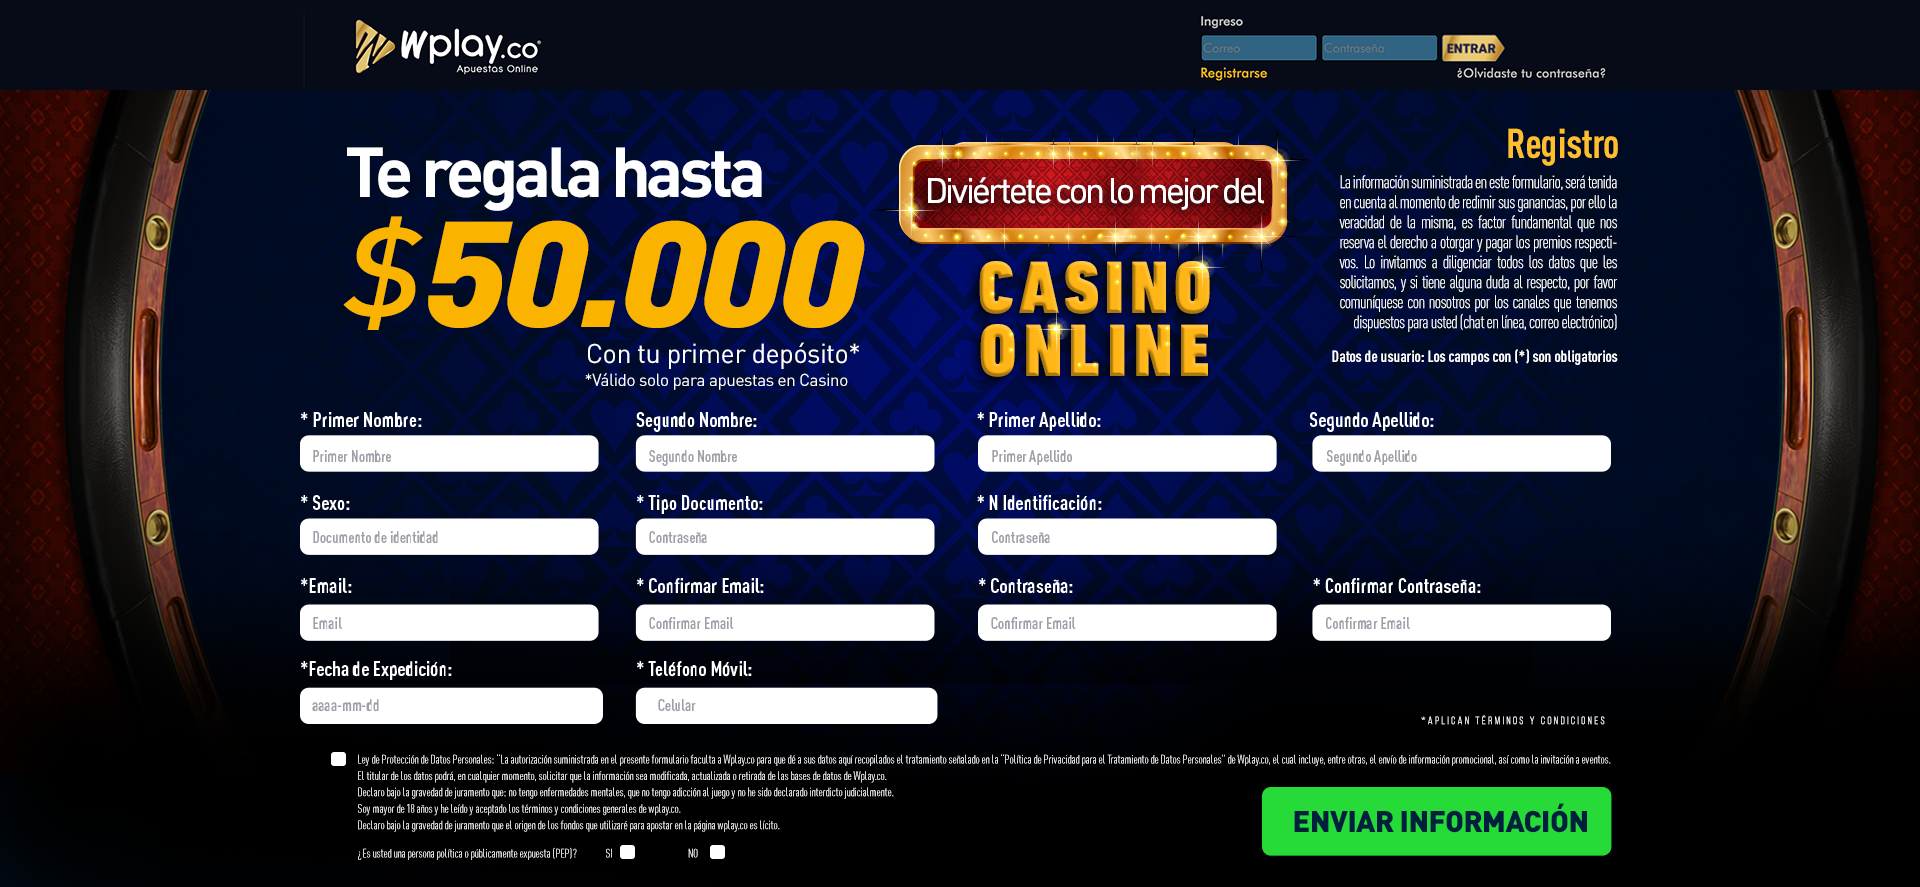 Wplay.co
Apuestas Online
Ingreso
Correo
Contraseña
ENTRAR
Registrarse
¿Olvidaste tu contraseña?
Te regala hasta
$50.000
Con tu primer depósito*
*Válido solo para apuestas en Casino
Diviértete con lo mejor del
CASINO
ONLINE
Registro
La información suministrada en este formulario, será tenida
en cuenta al momento de redimir sus ganancias, por ello la
veracidad de la misma, es factor fundamental que nos
reserva el derecho a otorgar y pagar los premios respecti-
vos. Lo invitamos a diligenciar todos los datos que les
solicitamos, y si tiene alguna duda al respecto, por favor
comuníquese con nosotros por los canales que tenemos
dispuestos para usted (chat en línea, correo electrónico)
Datos de usuario: Los campos con (*) son obligatorios
* Primer Nombre:
Segundo Nombre:
* Primer Apellido:
Segundo Apellido:
Primer Nombre
Segundo Nombre
Primer Apellido
Segundo Apellido
* Sexo:
* Tipo Documento:
* N Identificación:
Documento de identidad
Contraseña
Contraseña
*Email:
* Confirmar Email:
* Contraseña:
* Confirmar Contraseña:
Email
Confirmar Email
Confirmar Email
Confirmar Email
*Fecha de Expedición:
* Teléfono Móvil:
aaaa-mm-dd
Celular
*APLICAN TÉRMINOS Y CONDICIONES
Ley de Protección de Datos Personales: "La autorización suministrada en el presente formulario faculta a Wplay.co para que dé a sus datos aquí recopilados el tratamiento señalado en la "Política de Privacidad para el Tratamiento de Datos Personales" de Wplay.co, el cual incluye, entre otras, el envío de información promocional, así como la invitación a eventos.
El titular de los datos podrá, en cualquier momento, solicitar que la información sea modificada, actualizada o retirada de las bases de datos de Wplay.co.
Declaro bajo la gravedad de juramento que: no tengo enfermedades mentales, que no tengo adicción al juego y no he sido declarado interdicto judicialmente.
Soy mayor de 18 años y he leído y aceptado los términos y condiciones generales de wplay.co.
Declaro bajo la gravedad de juramento que el origen de los fondos que utilizaré para apostar en la página wplay.co es lícito.
¿Es usted una persona política o públicamente expuesta (PEP)?
SI
NO
ENVIAR INFORMACIÓN